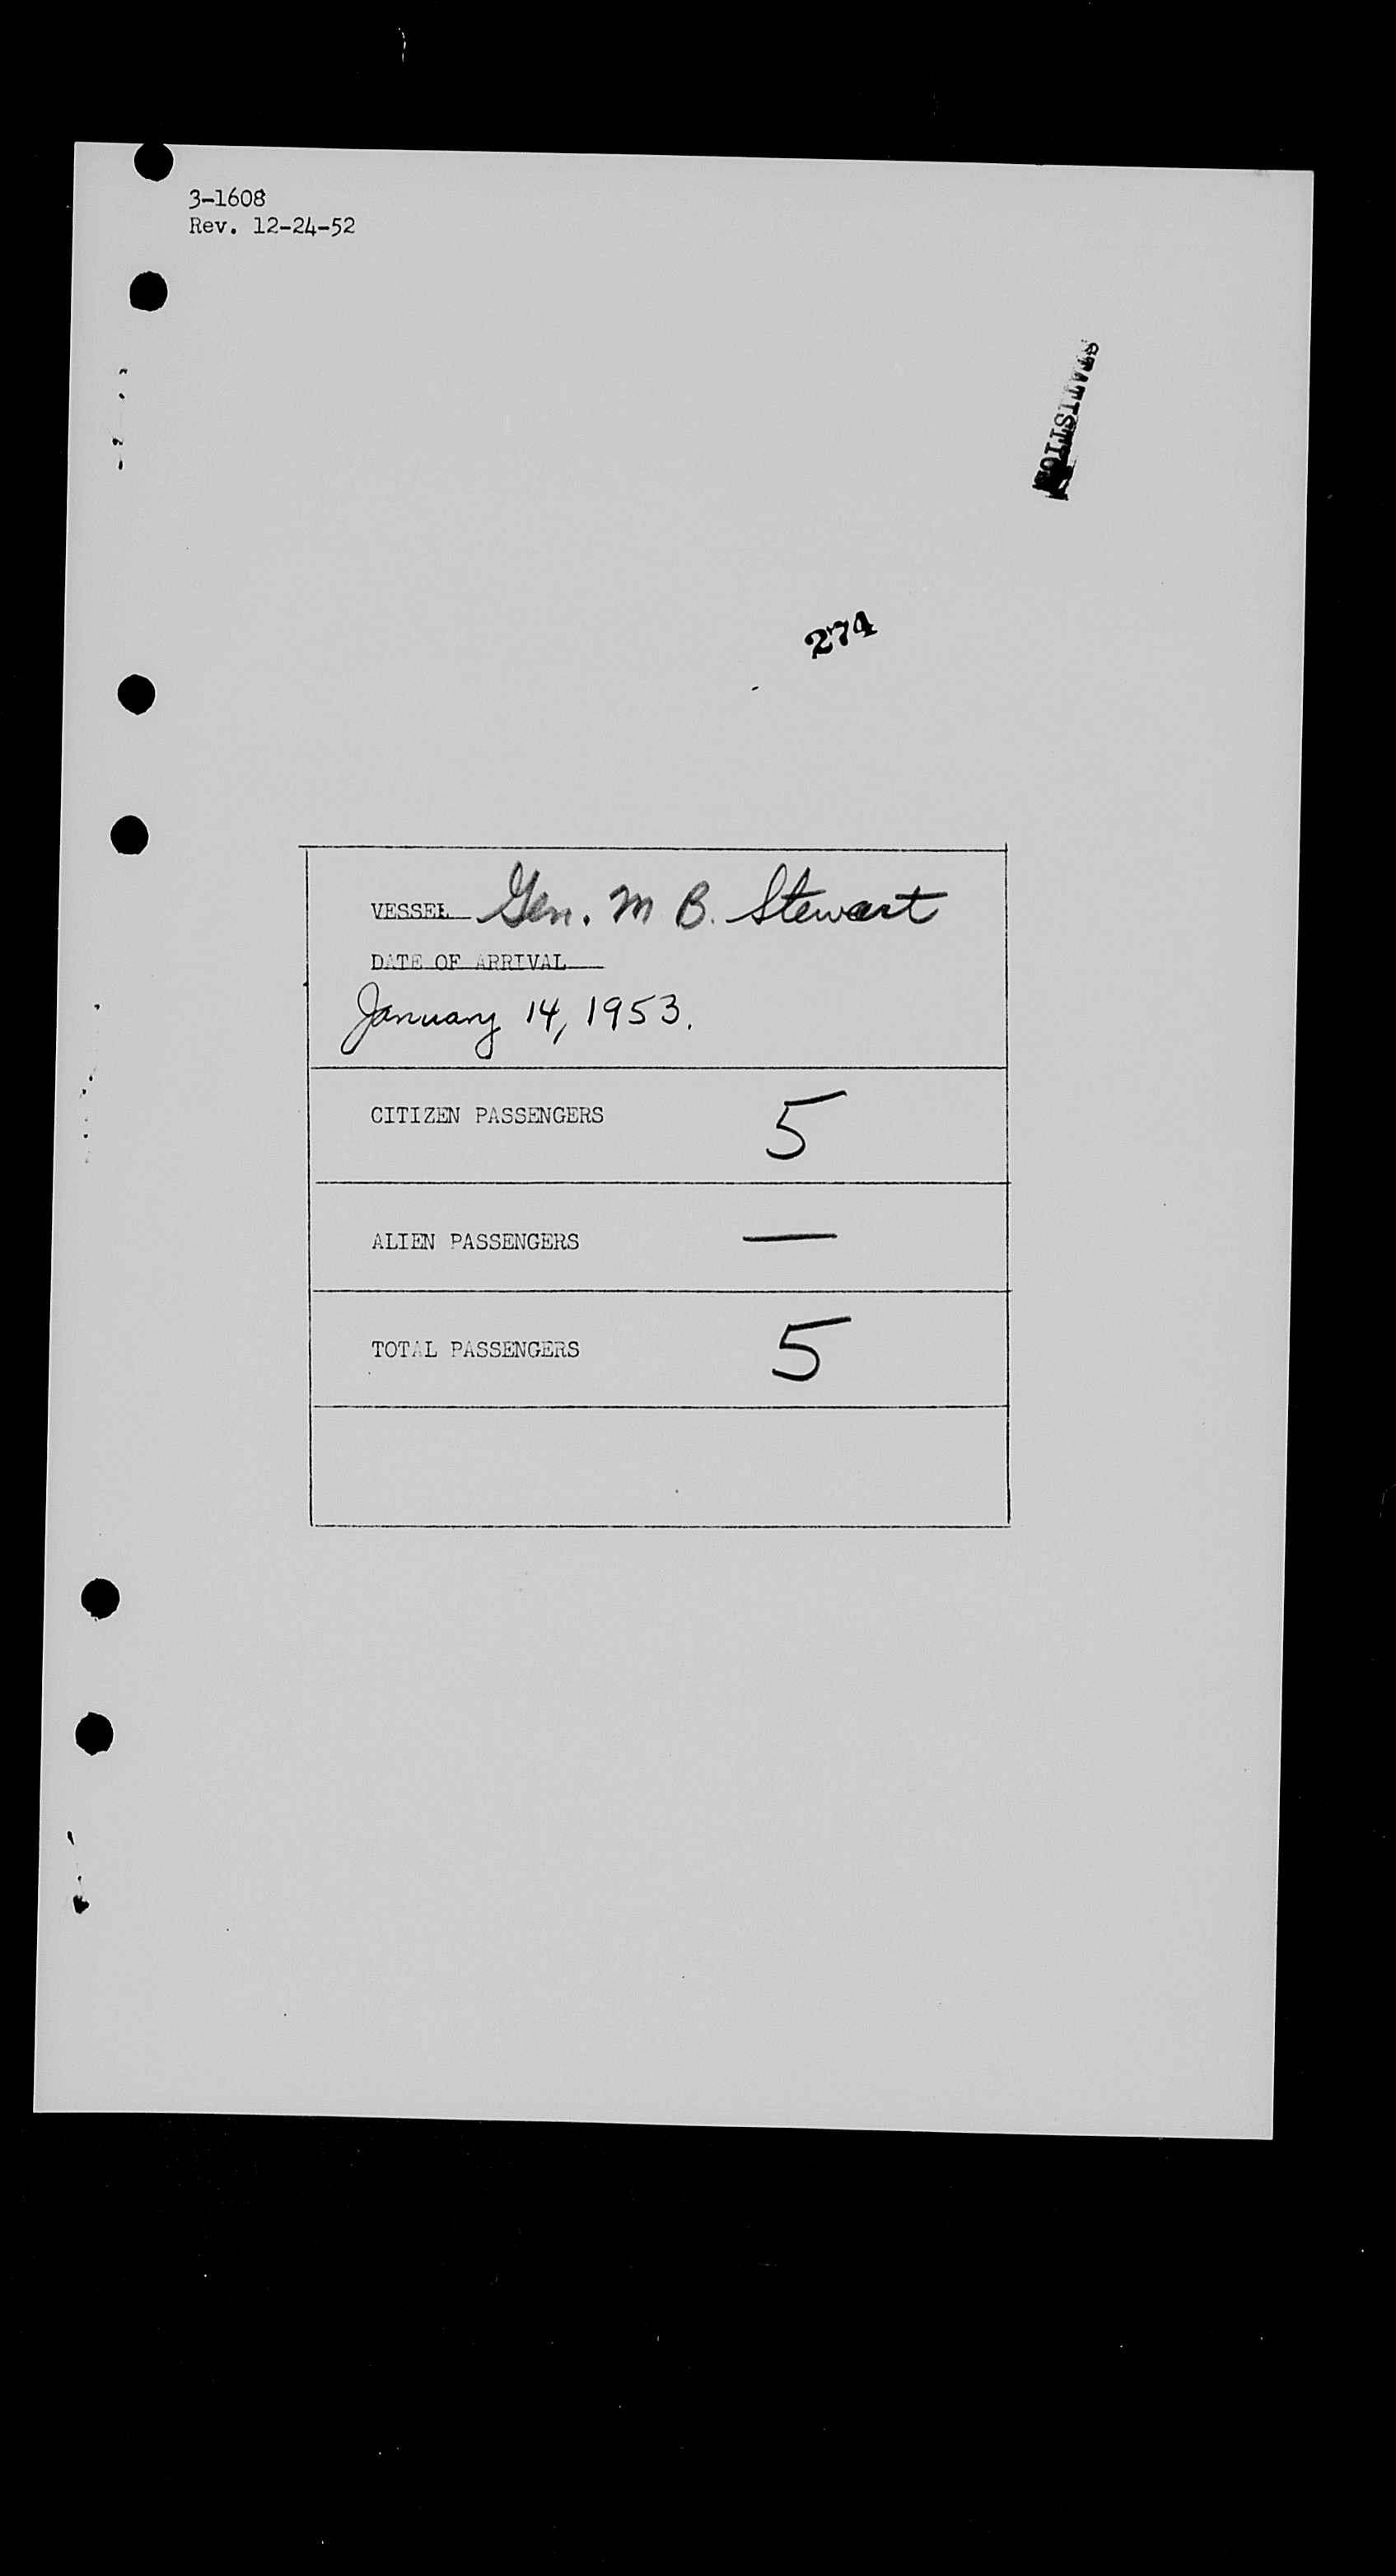 3-1608
Rev. 12-24-52
274
VESSEL Gen. M B. Stewart
DATE OF ARRIVAL
January 14, 1953.
CITIZEN PASSENGERS 5
ALIEN PASSENGERS —
TOTAL PASSENGERS 5